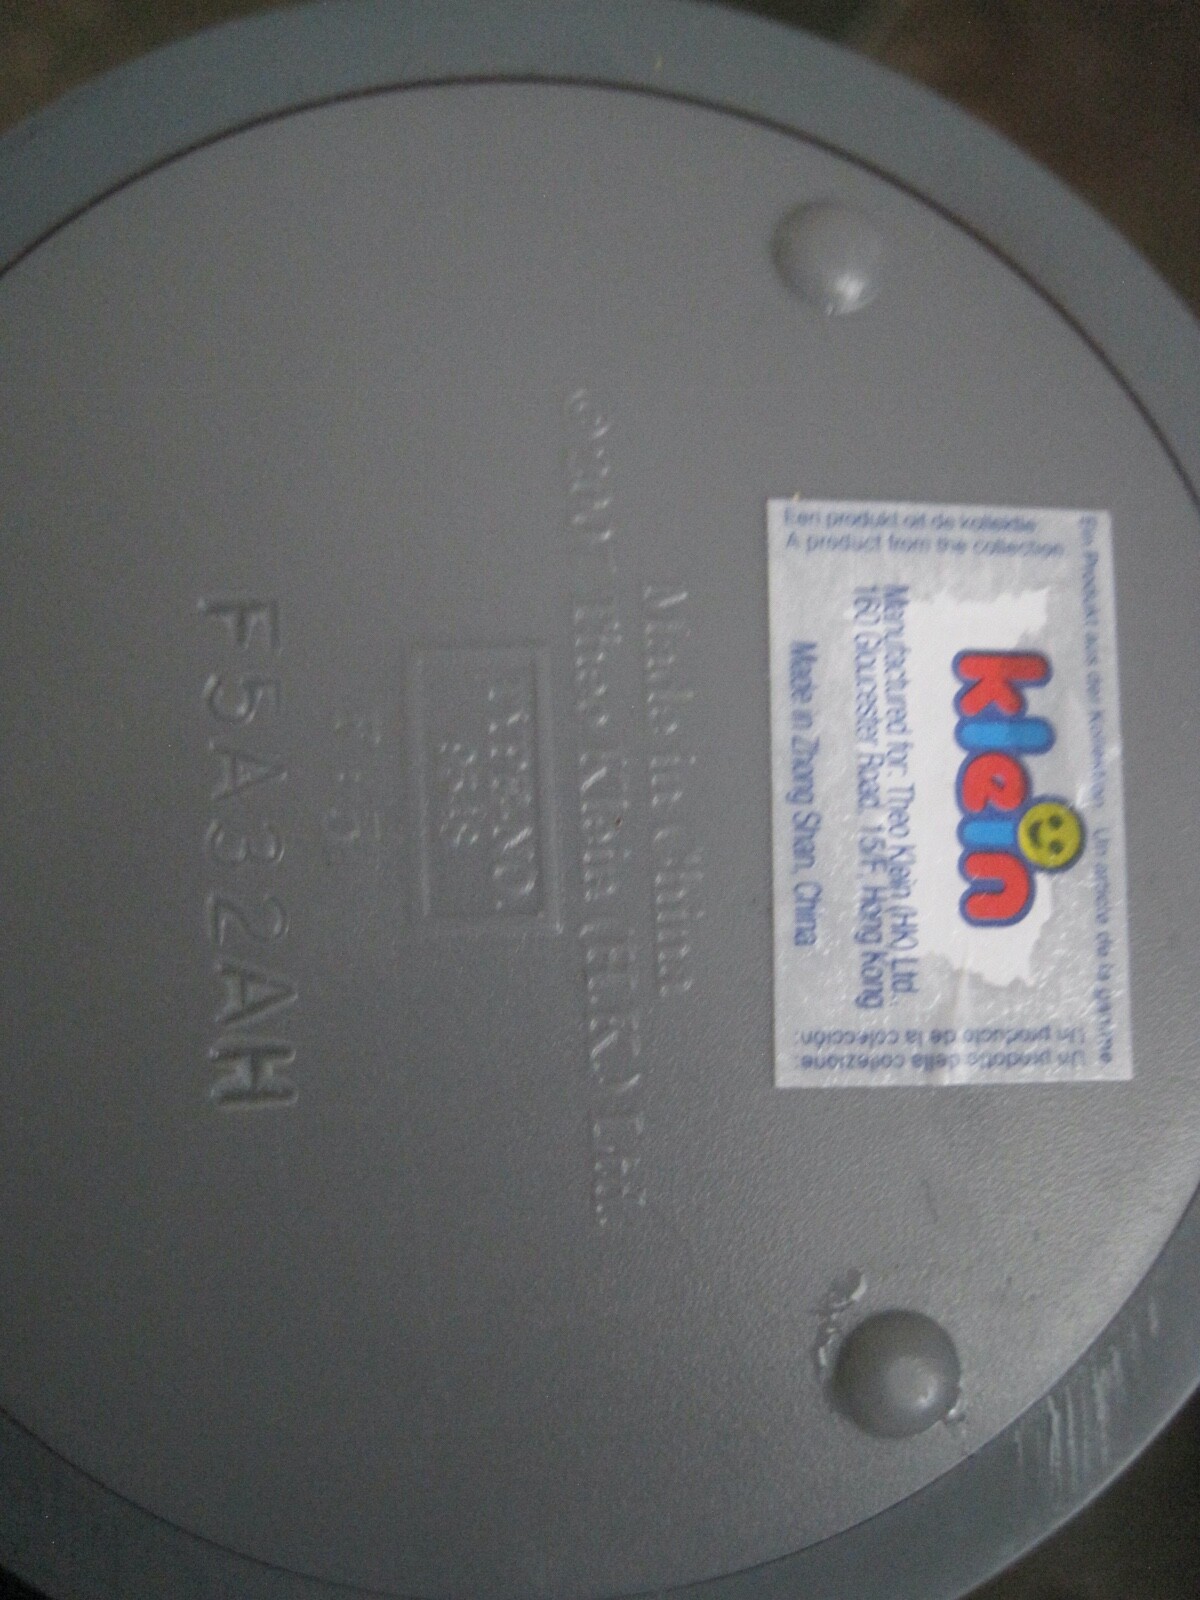 Ein Produkt aus der Kollektion Un article de la gamme
klein
Manufactured for: Theo Klein (HK) Ltd.
160 Gloucester Road, 15/F, Hong Kong
Made in Zhong Shan, China
Een produkt uit de kollektie
A product from the collection
Un producto de la colección:
Un prodotto della collezione:
Made in China
Theo Klein (H.K.) Ltd.
F5A32AH